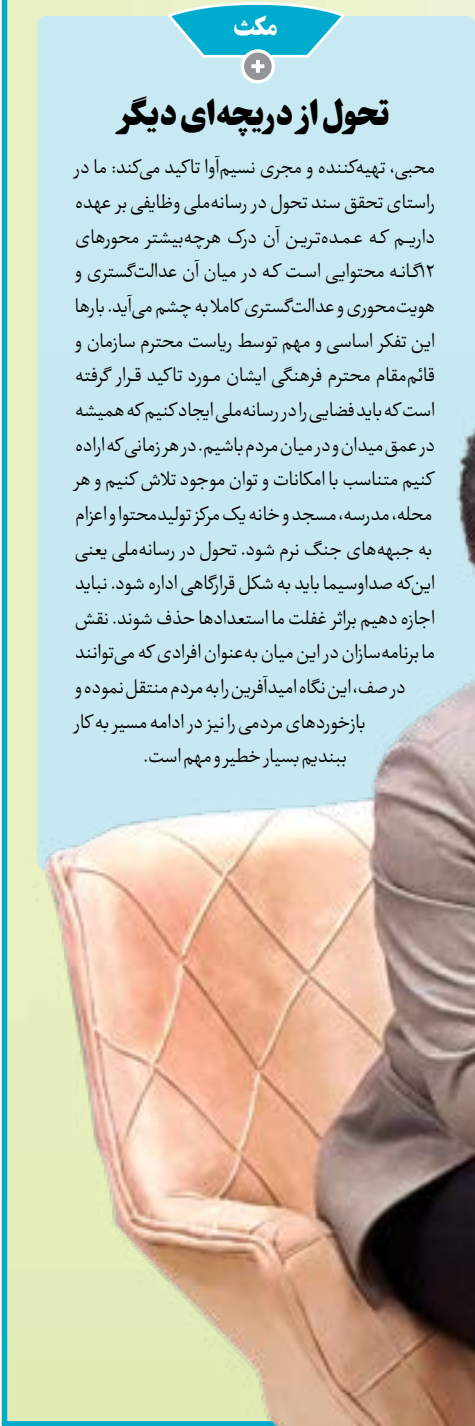 مکث
تحول از دریچه‌ای دیگر
محبی، تهیه‌کننده و مجری نسیم‌آوا تاکید می‌کند: ما در
راستای تحقق سند تحول در رسانه‌ملی وظایفی بر عهده
داریم که عمده‌ترین آن درک هرچه‌بیشتر محورهای
۱۲گانه محتوایی است که در میان آن عدالت‌گستری و
هویت‌محوری و عدالت‌گستری کاملا به چشم می‌آید. بارها
این تفکر اساسی و مهم توسط ریاست محترم سازمان و
قائم‌مقام محترم فرهنگی ایشان مورد تاکید قرار گرفته
است که باید فضایی را در رسانه‌ملی ایجاد کنیم که همیشه
در عمق میدان و در میان مردم باشیم. در هر زمانی که اراده
کنیم متناسب با امکانات و توان موجود تلاش کنیم و هر
محله، مدرسه، مسجد و خانه یک مرکز تولیدمحتوا و اعزام
به جبهه‌های جنگ نرم شود. تحول در رسانه‌ملی یعنی
این‌که صداوسیما باید به شکل قرارگاهی اداره شود. نباید
اجازه دهیم براثر غفلت ما استعدادها حذف شوند. نقش
ما برنامه‌سازان در این میان به‌عنوان افرادی که می‌توانند
در صف، این نگاه امیدآفرین را به مردم منتقل نموده و
بازخوردهای مردمی را نیز در ادامه مسیر به کار
ببندیم بسیار خطیر و مهم است.